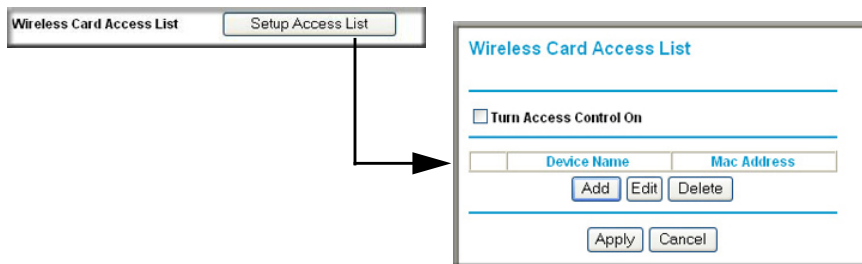 Wireless Card Access List Setup Access List
Wireless Card Access List
Turn Access Control On
Device Name Mac Address
Add Edit Delete
Apply Cancel